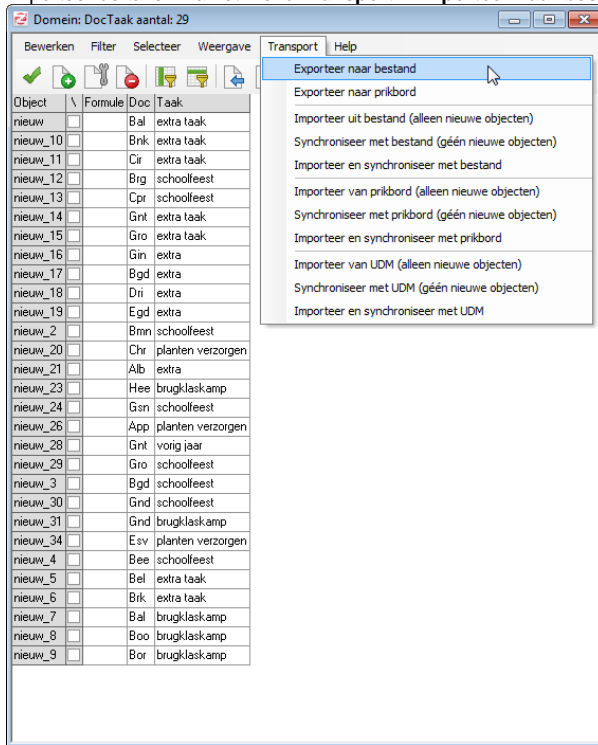 Domein: DocTaak aantal: 29
Bewerken Filter Selecteer Weergave Transport Help
Exporteer naar bestand
Exporteer naar prikbord
Importeer uit bestand (alleen nieuwe objecten)
Synchroniseer met bestand (géén nieuwe objecten)
Importeer en synchroniseer met bestand
Importeer van prikbord (alleen nieuwe objecten)
Synchroniseer met prikbord (géén nieuwe objecten)
Importeer en synchroniseer met prikbord
Importeer van UDM (alleen nieuwe objecten)
Synchroniseer met UDM (géén nieuwe objecten)
Importeer en synchroniseer met UDM
Object \ Formule Doc Taak
nieuw Bal extra taak
nieuw_10 Bnk extra taak
nieuw_11 Cir extra taak
nieuw_12 Brg schoolfeest
nieuw_13 Cpr schoolfeest
nieuw_14 Gnt extra taak
nieuw_15 Gro extra taak
nieuw_16 Gin extra
nieuw_17 Bgd extra
nieuw_18 Dri extra
nieuw_19 Egd extra
nieuw_2 Bmn schoolfeest
nieuw_20 Chr planten verzorgen
nieuw_21 Alb extra
nieuw_23 Hee brugklaskamp
nieuw_24 Gsn schoolfeest
nieuw_26 App planten verzorgen
nieuw_28 Gnt vorig jaar
nieuw_29 Gro schoolfeest
nieuw_3 Bgd schoolfeest
nieuw_30 Gnd schoolfeest
nieuw_31 Gnd brugklaskamp
nieuw_34 Esv planten verzorgen
nieuw_4 Bee schoolfeest
nieuw_5 Bel extra taak
nieuw_6 Brk extra taak
nieuw_7 Bal brugklaskamp
nieuw_8 Boo brugklaskamp
nieuw_9 Bor brugklaskamp